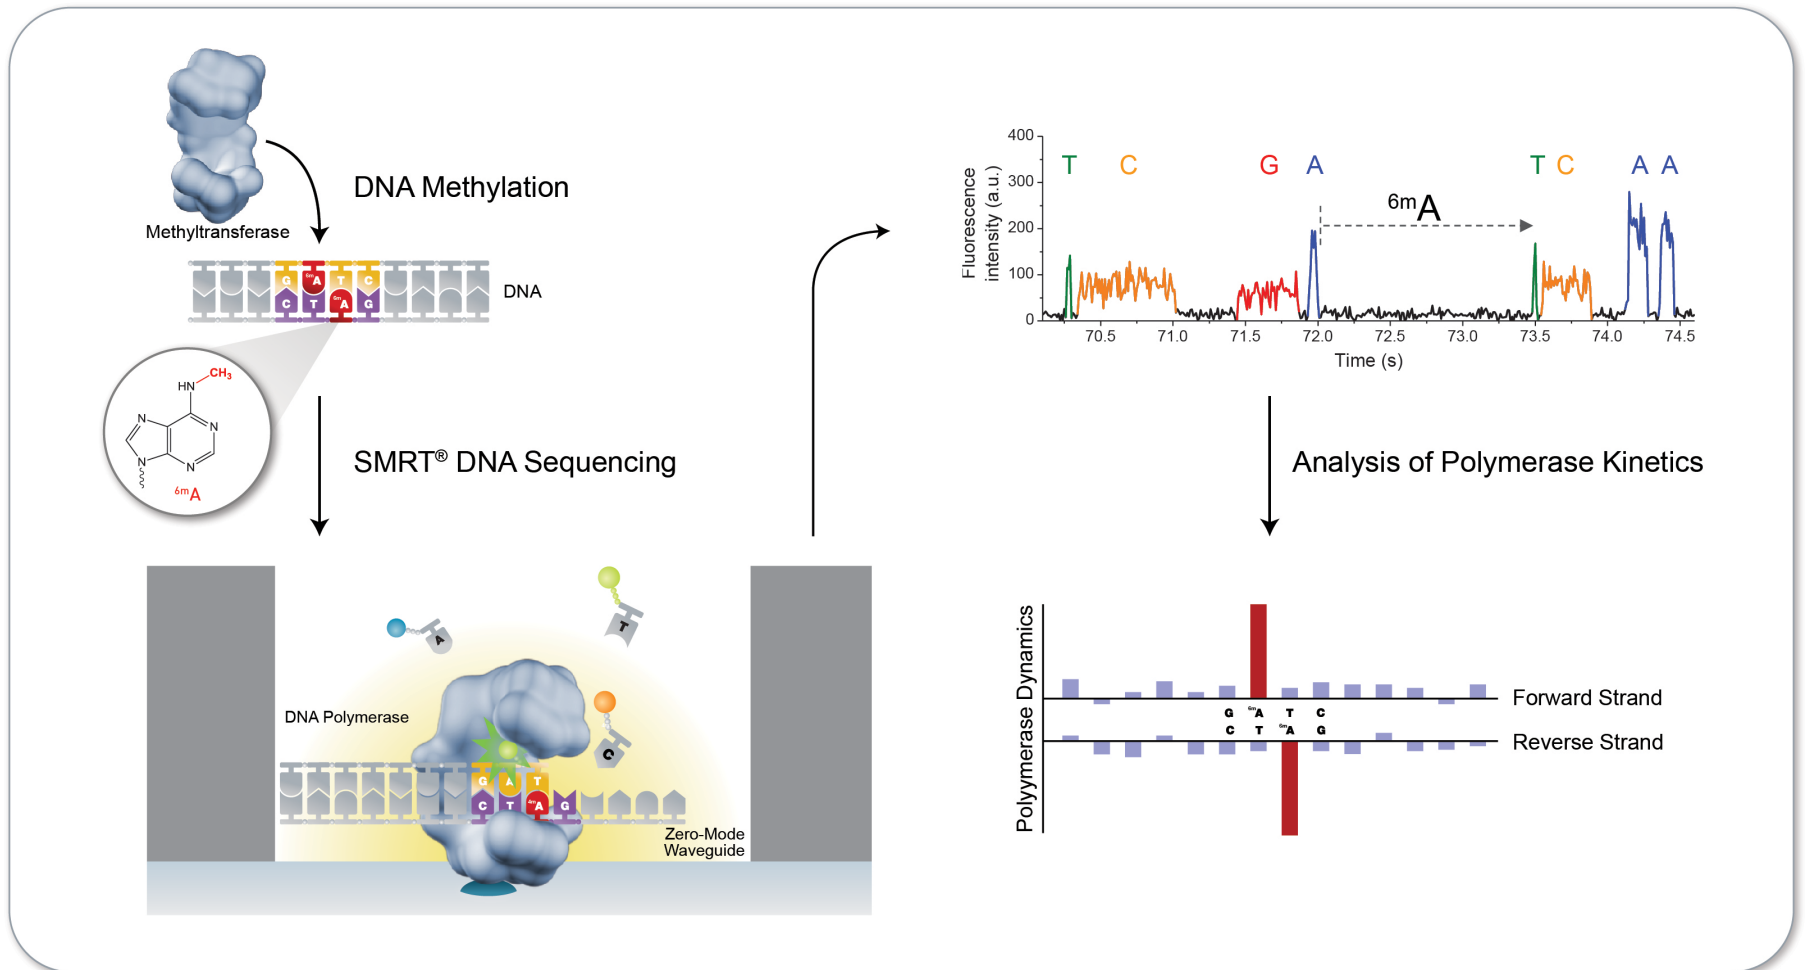 Methyltransferase
DNA Methylation
G 6mA T C
C T 6mA G
DNA
HN CH3
N N
N N
6mA
SMRT® DNA Sequencing
A
T
C
DNA Polymerase
G A T
C T 6mA G
Zero-Mode
Waveguide
Fluorescence
intensity (a.u.)
400
300
200
100
0
T C G A T C A A
6mA
70.5 71.0 71.5 72.0 72.5 73.0 73.5 74.0 74.5
Time (s)
Analysis of Polymerase Kinetics
Polyymerase Dynamics
Forward Strand
G 6mA T C
C T 6mA G
Reverse Strand